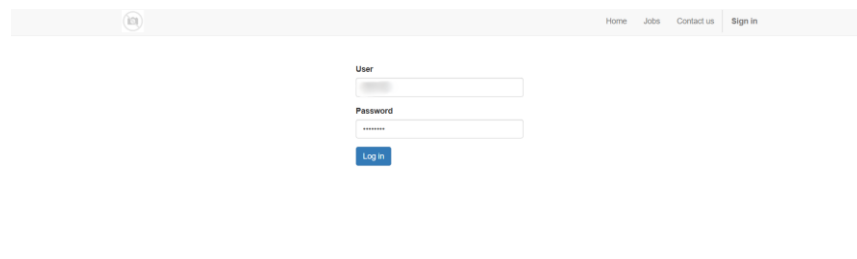 Home Jobs Contact us Sign in
User
Password
••••••••
Log in